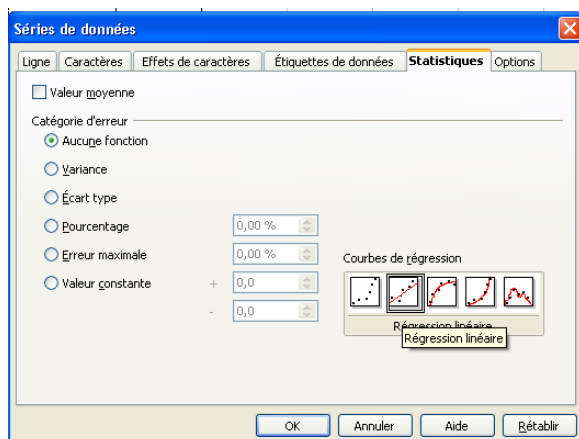 Séries de données
Ligne Caractères Effets de caractères Étiquettes de données Statistiques Options
Valeur moyenne
Catégorie d'erreur
Aucune fonction
Variance
Écart type
Pourcentage 0,00 %
Erreur maximale 0,00 %
Courbes de régression
Valeur constante + 0,0
- 0,0
Régression linéaire
Régression linéaire
OK Annuler Aide Rétablir